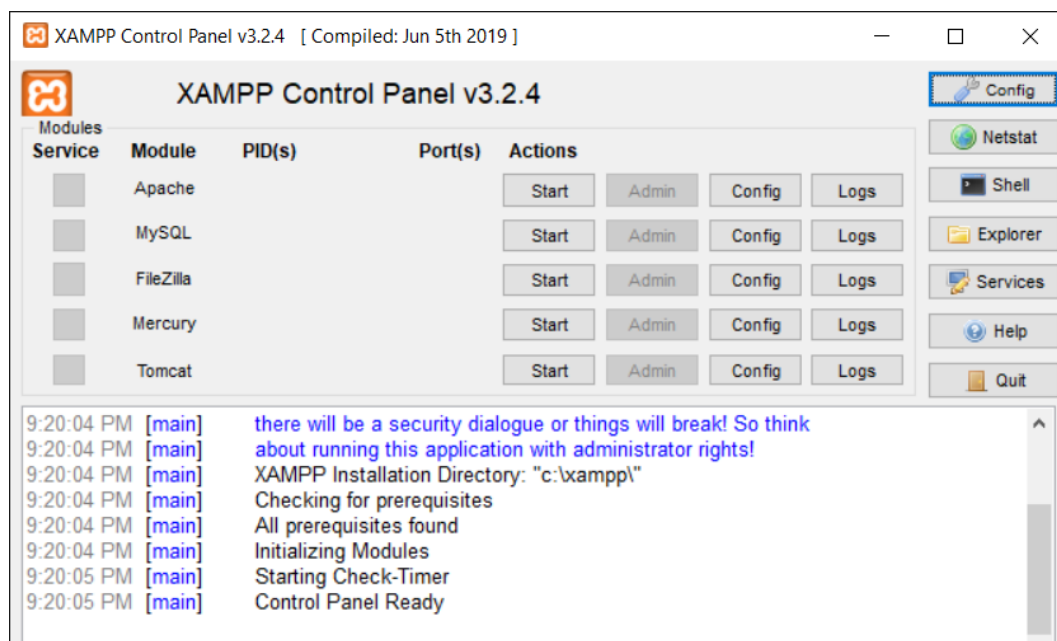 XAMPP Control Panel v3.2.4 [ Compiled: Jun 5th 2019 ]
XAMPP Control Panel v3.2.4
Config
Netstat
Shell
Explorer
Services
Help
Quit
Modules
Service Module PID(s) Port(s) Actions
Apache Start Admin Config Logs
MySQL Start Admin Config Logs
FileZilla Start Admin Config Logs
Mercury Start Admin Config Logs
Tomcat Start Admin Config Logs
9:20:04 PM [main] there will be a security dialogue or things will break! So think
9:20:04 PM [main] about running this application with administrator rights!
9:20:04 PM [main] XAMPP Installation Directory: "c:\xampp\"
9:20:04 PM [main] Checking for prerequisites
9:20:04 PM [main] All prerequisites found
9:20:04 PM [main] Initializing Modules
9:20:05 PM [main] Starting Check-Timer
9:20:05 PM [main] Control Panel Ready